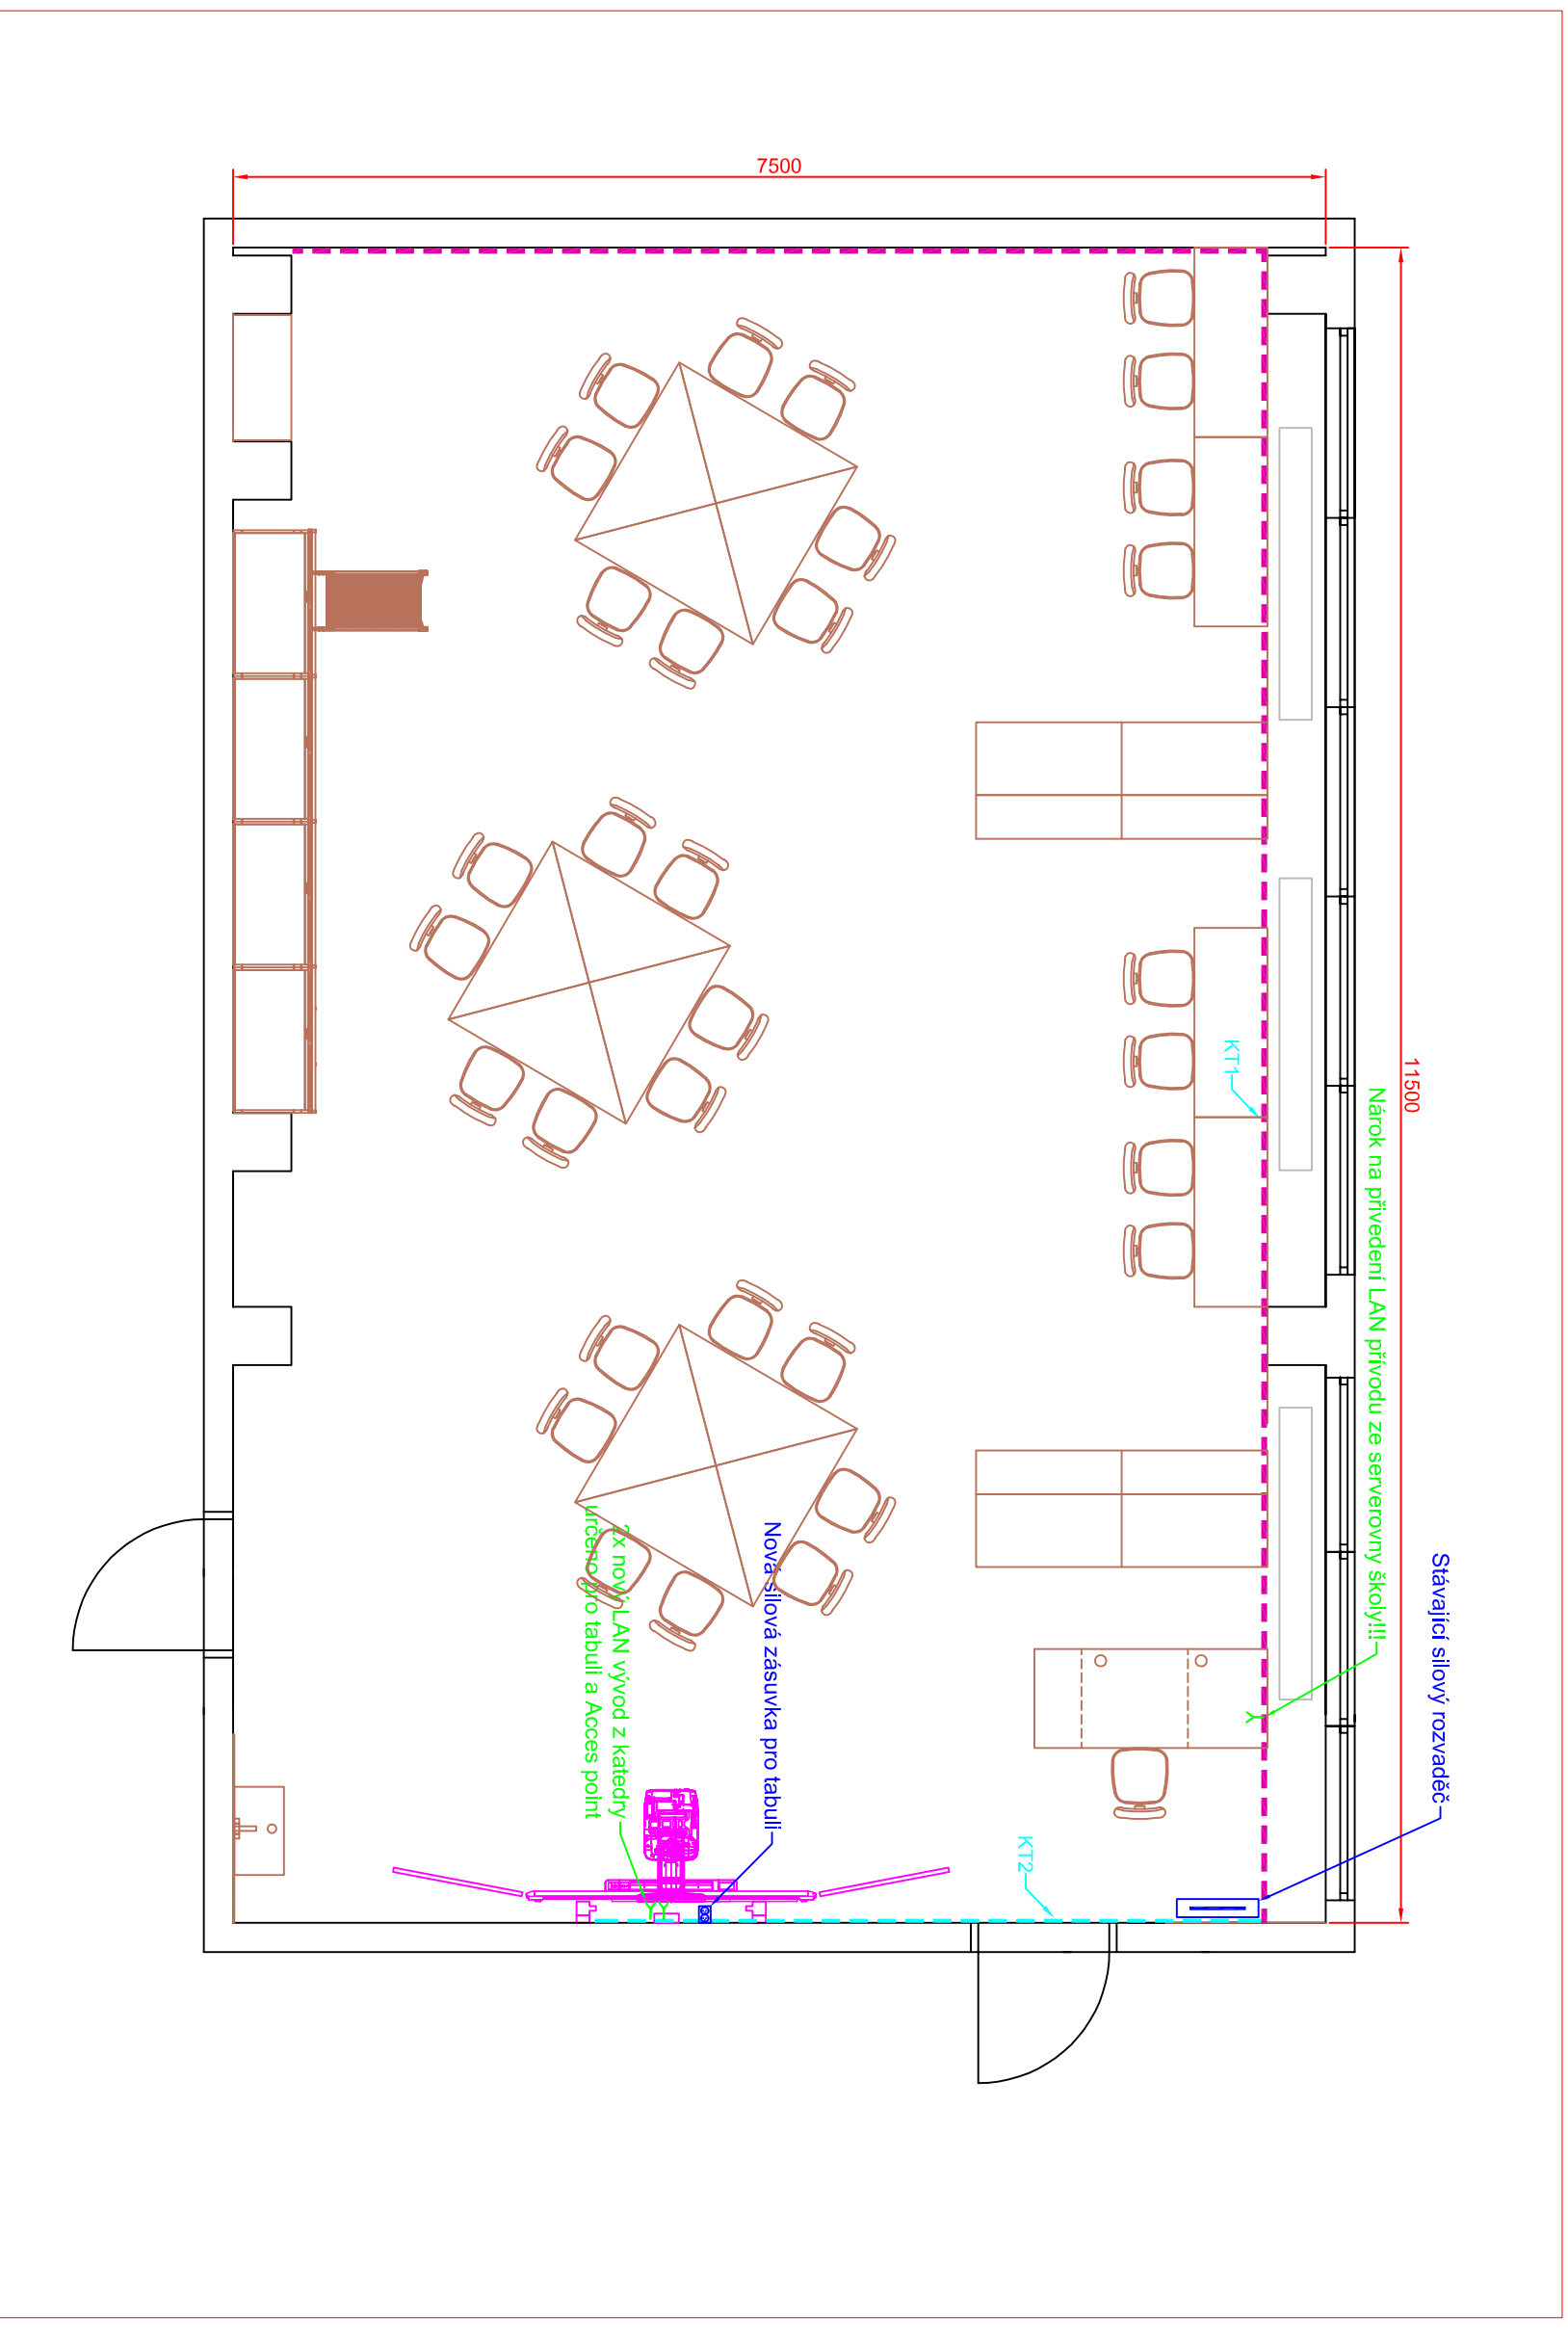 7500
11500
Stávající silový rozvaděč
Nárok na přivedení LAN přívodu ze serverovny školy!!!
KT1
KT2
Nová silová zásuvka pro tabuli
2x nový LAN vývod z katedry
určeno pro tabuli a Acces point